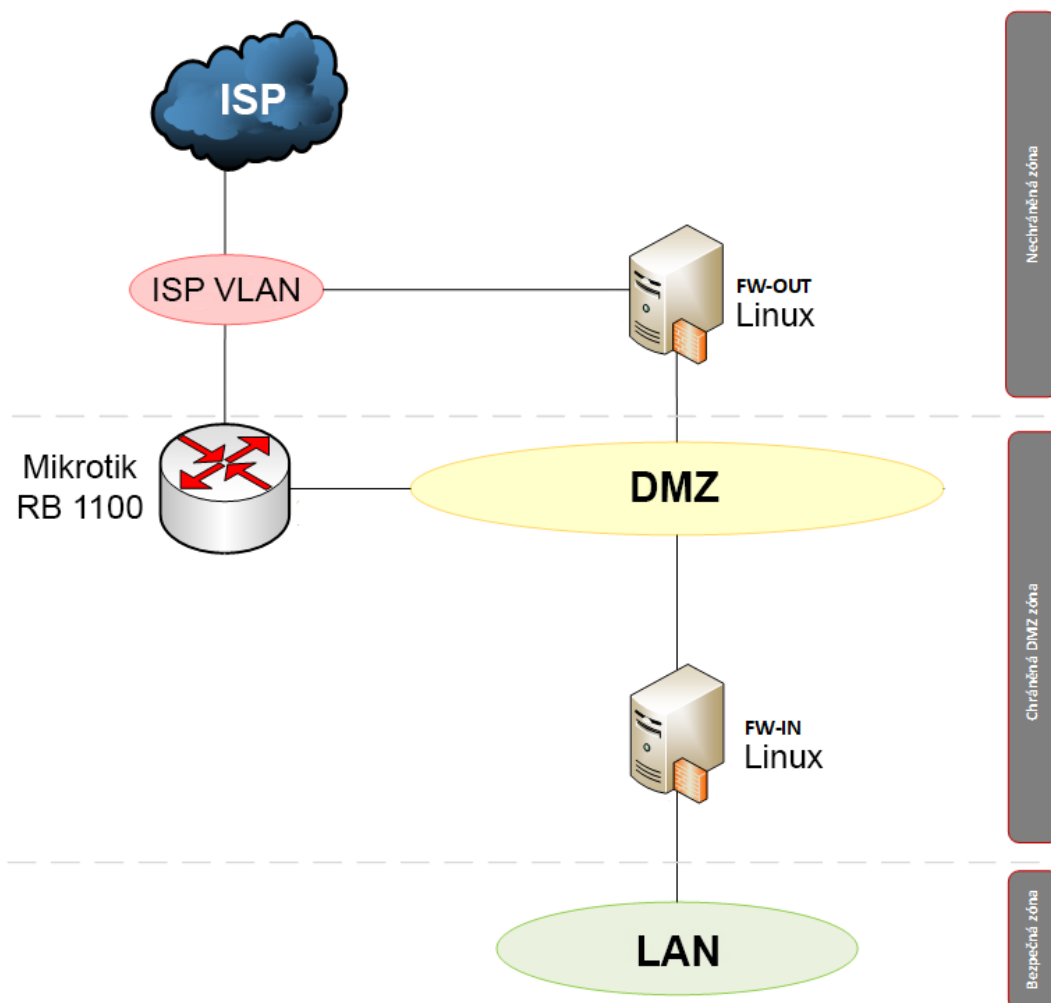 ISP
ISP VLAN
FW-OUT
Linux
Nechráněná zóna
Mikrotik
RB 1100
DMZ
Chráněná DMZ zóna
FW-IN
Linux
LAN
Bezpečná zóna